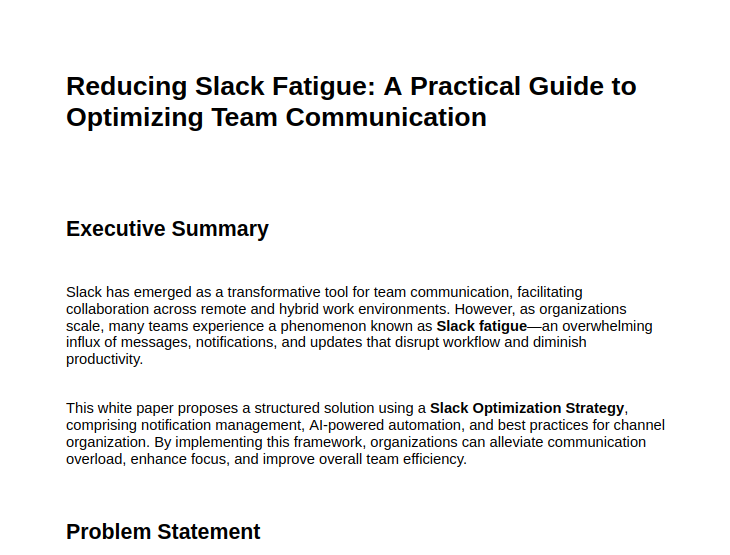 Reducing Slack Fatigue: A Practical Guide to
Optimizing Team Communication
Executive Summary
Slack has emerged as a transformative tool for team communication, facilitating
collaboration across remote and hybrid work environments. However, as organizations
scale, many teams experience a phenomenon known as Slack fatigue—an overwhelming
influx of messages, notifications, and updates that disrupt workflow and diminish
productivity.
This white paper proposes a structured solution using a Slack Optimization Strategy,
comprising notification management, AI-powered automation, and best practices for channel
organization. By implementing this framework, organizations can alleviate communication
overload, enhance focus, and improve overall team efficiency.
Problem Statement